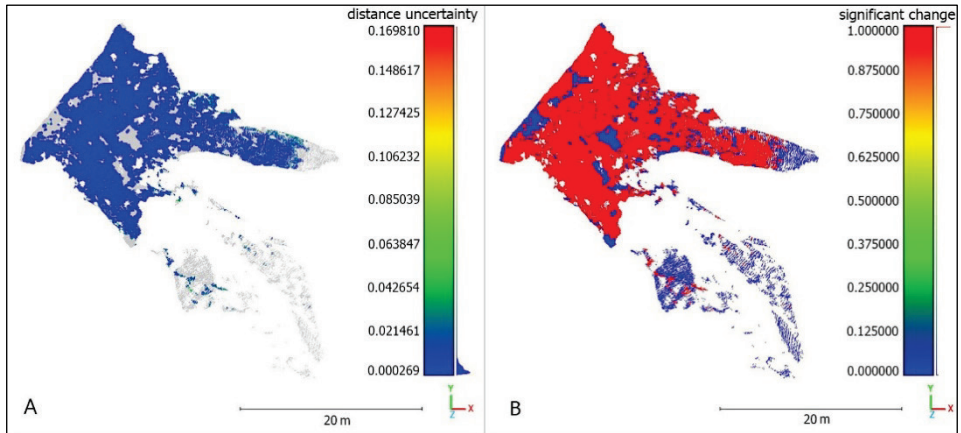 distance uncertainty
0.169810
0.148617
0.127425
0.106232
0.085039
0.063847
0.042654
0.021461
0.000269
A
20 m
Y
Z
X
significant change
1.000000
0.875000
0.750000
0.625000
0.500000
0.375000
0.250000
0.125000
0.000000
B
20 m
Y
Z
X